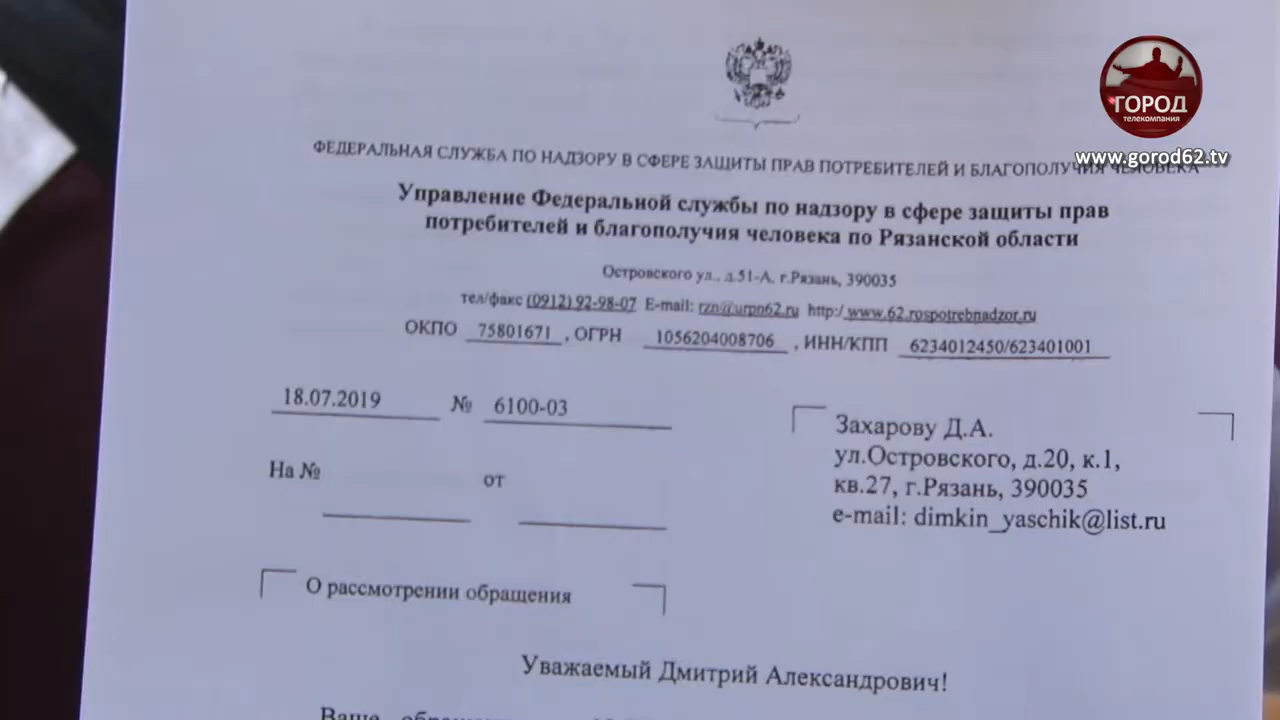 ГОРОД
телекомпания
www.gorod62.tv
ФЕДЕРАЛЬНАЯ СЛУЖБА ПО НАДЗОРУ В СФЕРЕ ЗАЩИТЫ ПРАВ ПОТРЕБИТЕЛЕЙ И БЛАГОПОЛУЧИЯ ЧЕЛОВЕКА
Управление Федеральной службы по надзору в сфере защиты прав
потребителей и благополучия человека по Рязанской области
Островского ул., д.51-А, г.Рязань, 390035
тел/факс (0912) 92-98-07 E-mail: rzn@urpn62.ru http:/ www.62.rospotrebnadzor.ru
ОКПО 75801671 , ОГРН 1056204008706 , ИНН/КПП 6234012450/623401001
18.07.2019 № 6100-03
На № от
Захарову Д.А.
ул.Островского, д.20, к.1,
кв.27, г.Рязань, 390035
e-mail: dimkin_yaschik@list.ru
О рассмотрении обращения
Уважаемый Дмитрий Александрович!
Ваше